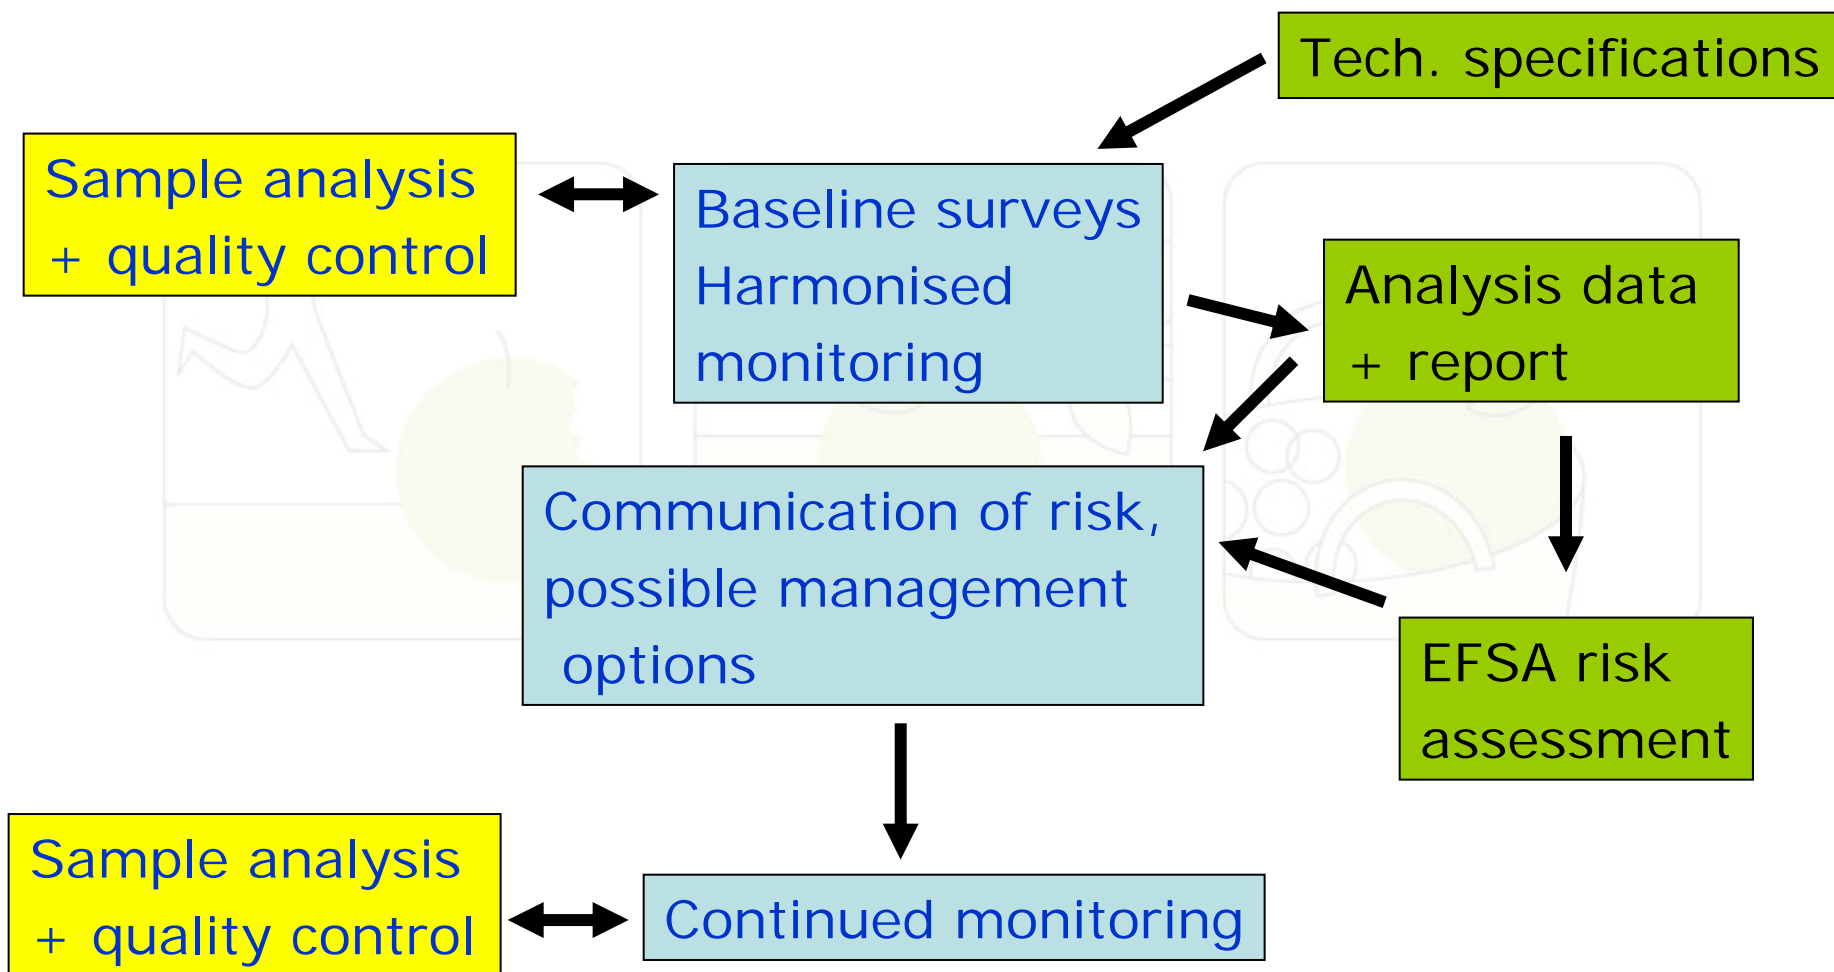 Tech. specifications
Sample analysis
+ quality control
Baseline surveys
Harmonised
monitoring
Analysis data
+ report
Communication of risk,
possible management
options
EFSA risk
assessment
Sample analysis
+ quality control
Continued monitoring